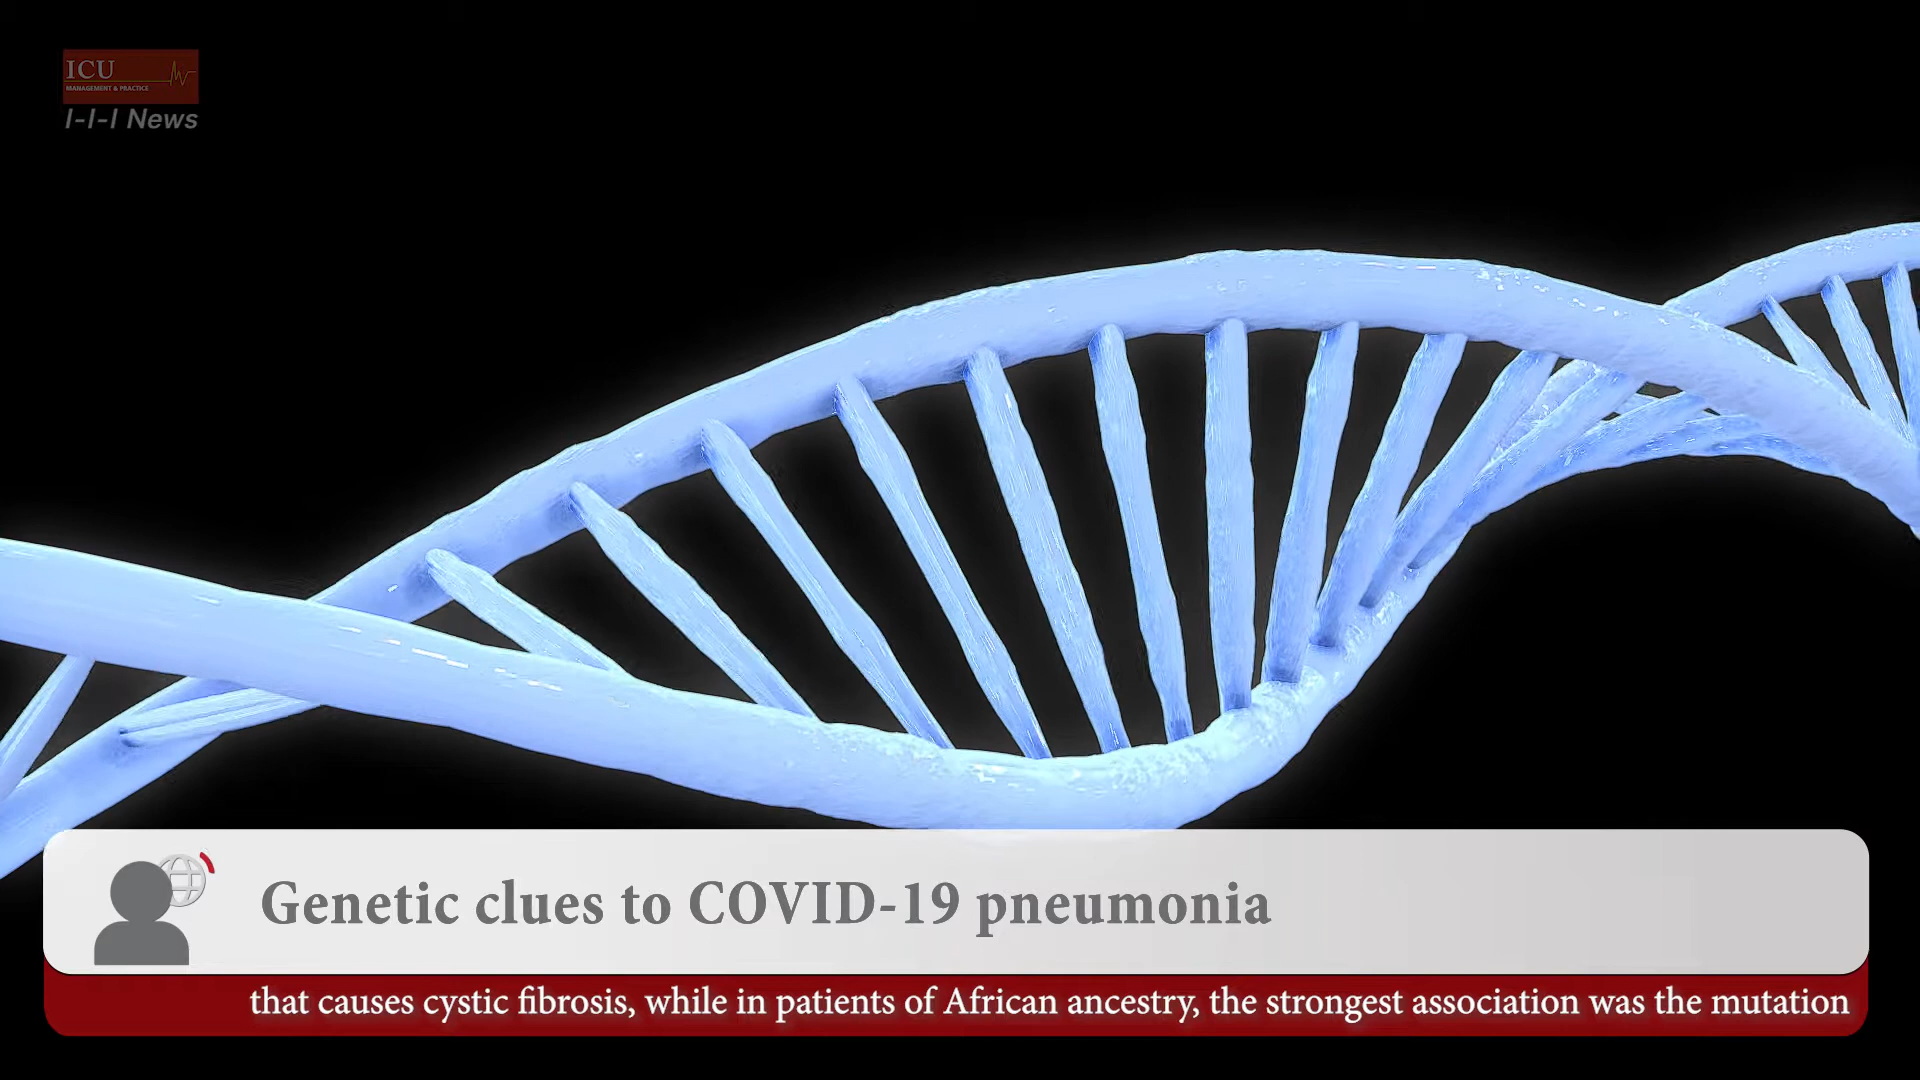 ICU
MANAGEMENT & PRACTICE
I-I-I News
Genetic clues to COVID-19 pneumonia
that causes cystic fibrosis, while in patients of African ancestry, the strongest association was the mutation